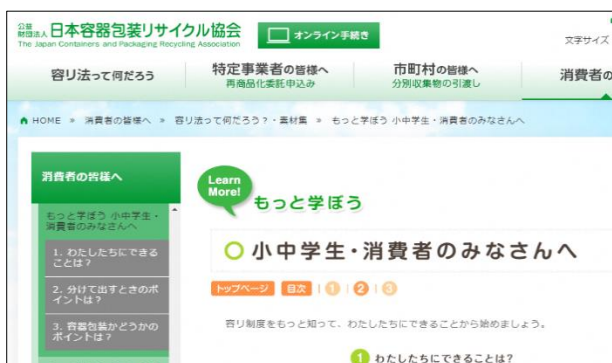 公益財団法人 日本容器包装リサイクル協会
The Japan Containers and Packaging Recycling Association
オンライン手続き
文字サイズ
容リ法って何だろう
特定事業者の皆様へ
再商品化委託申込み
市町村の皆様へ
分別収集物の引渡し
消費者の
HOME » 消費者の皆様へ » 容リ法って何だろう？・素材集 » もっと学ぼう 小中学生・消費者のみなさんへ
消費者の皆様へ
もっと学ぼう 小中学生・
消費者のみなさんへ
1. わたしたちにできる
ことは？
2. 分けて出すときのポ
イントは？
3. 容器包装かどうかの
ポイントは？
Learn
More!
もっと学ぼう
小中学生・消費者のみなさんへ
トップページ 目次 | 1 | 2 | 3
容リ制度をもっと知って、わたしたちにできることから始めましょう。
1 わたしたちにできることは?